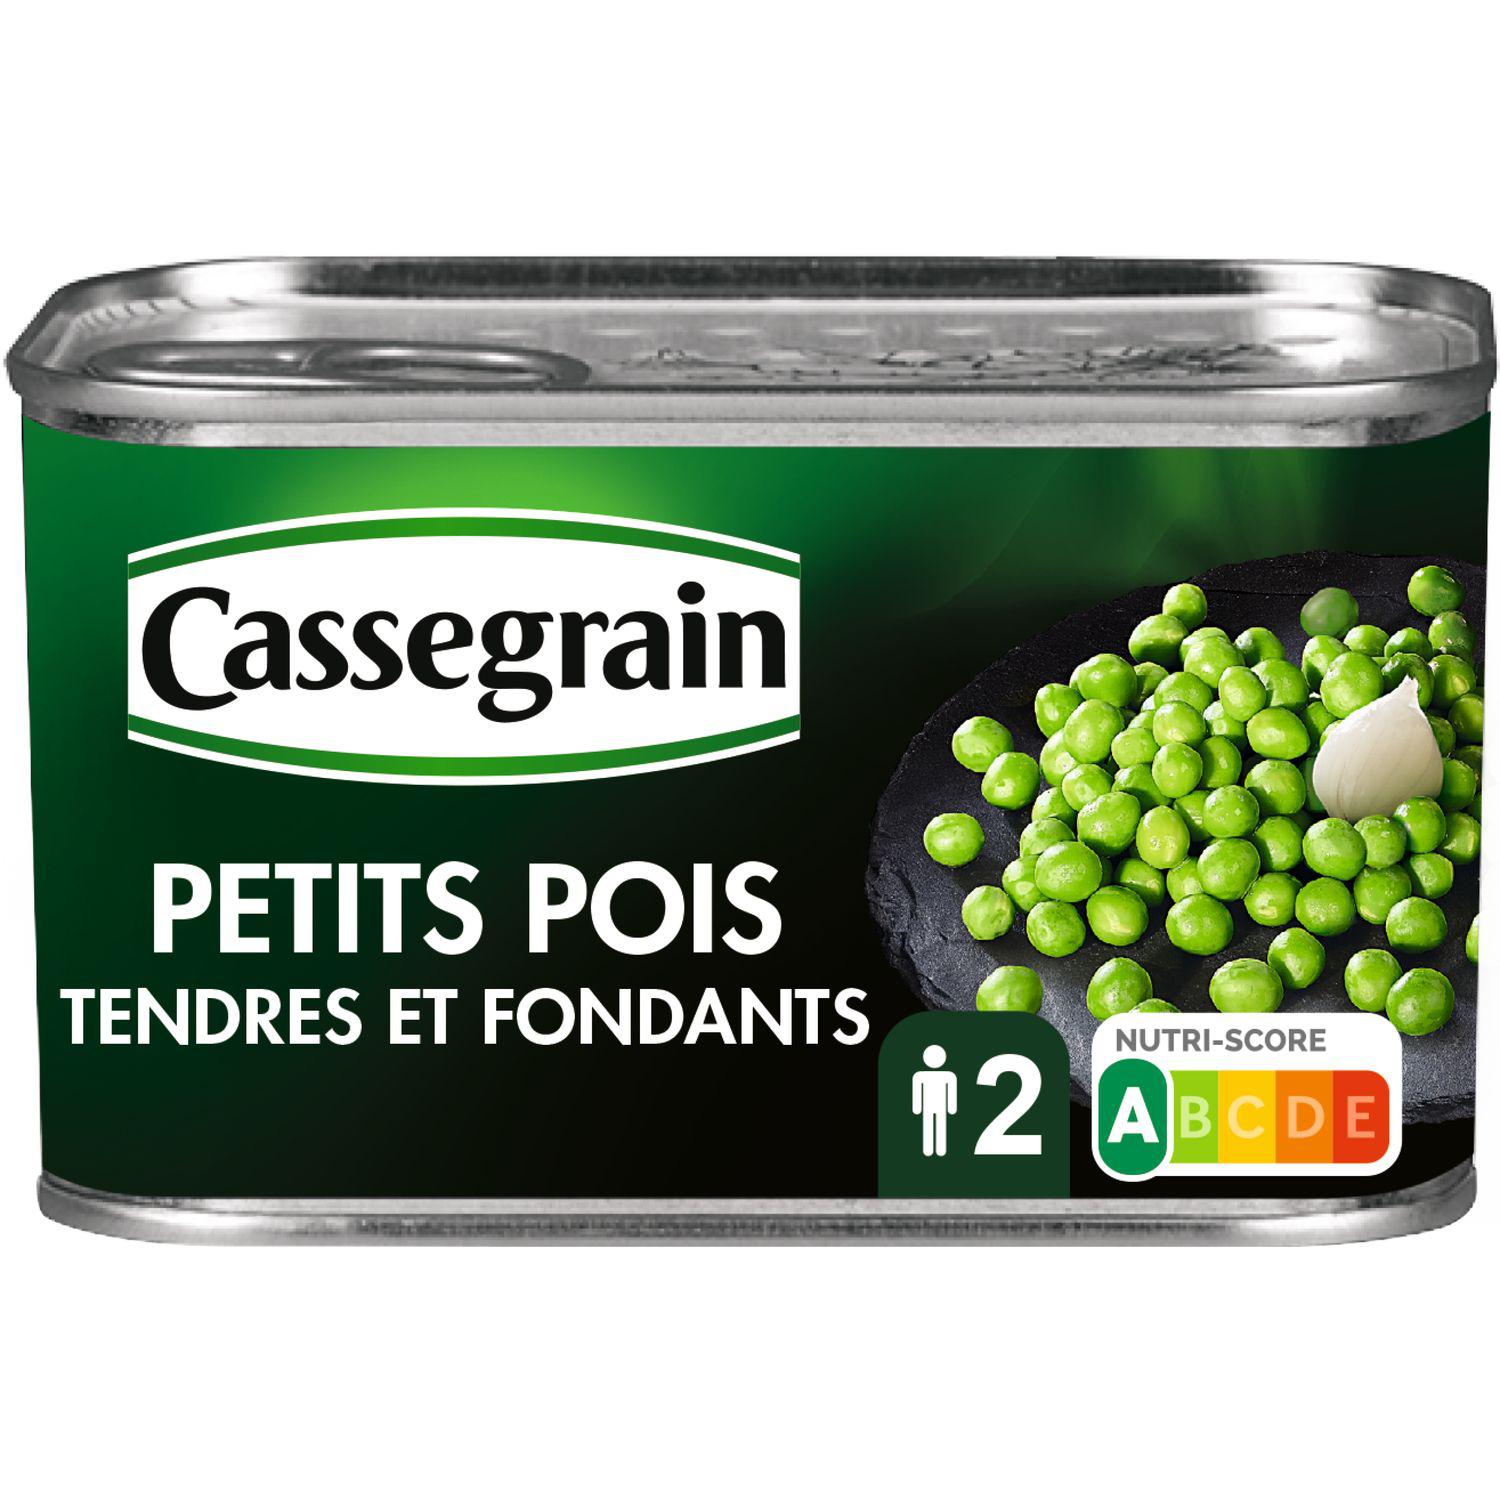 Cassegrain
PETITS POIS
TENDRES ET FONDANTS
2
NUTRI-SCORE
A B C D E